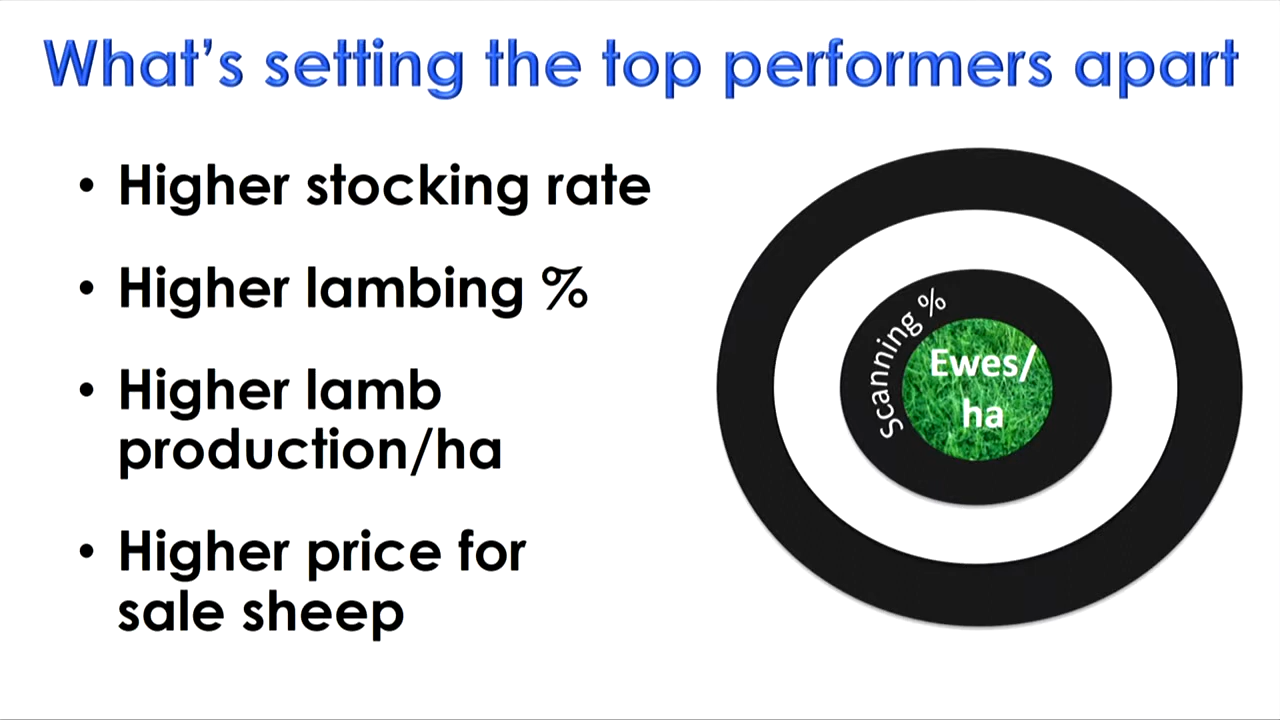 What's setting the top performers apart
• Higher stocking rate
• Higher lambing %
• Higher lamb
production/ha
• Higher price for
sale sheep
Scanning %
Ewes/
ha